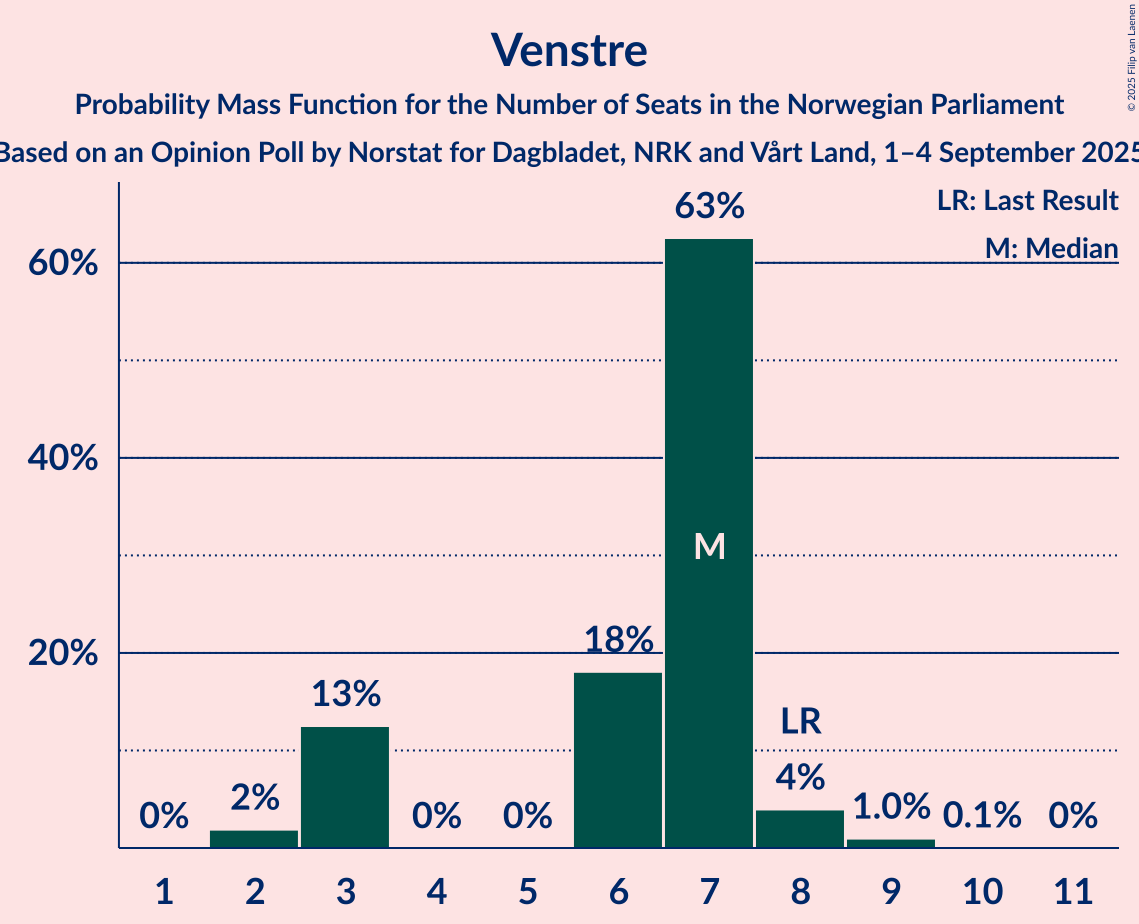 © 2025 Filip van Laenen
Venstre
Probability Mass Function for the Number of Seats in the Norwegian Parliament
Based on an Opinion Poll by Norstat for Dagbladet, NRK and Vårt Land, 1–4 September 2025
LR: Last Result
M: Median
63%
60%
40%
M
20%
18%
13%
LR
4%
2%
1.0%
0%
0%
0%
0.1%
0%
1 2 3 4 5 6 7 8 9 10 11